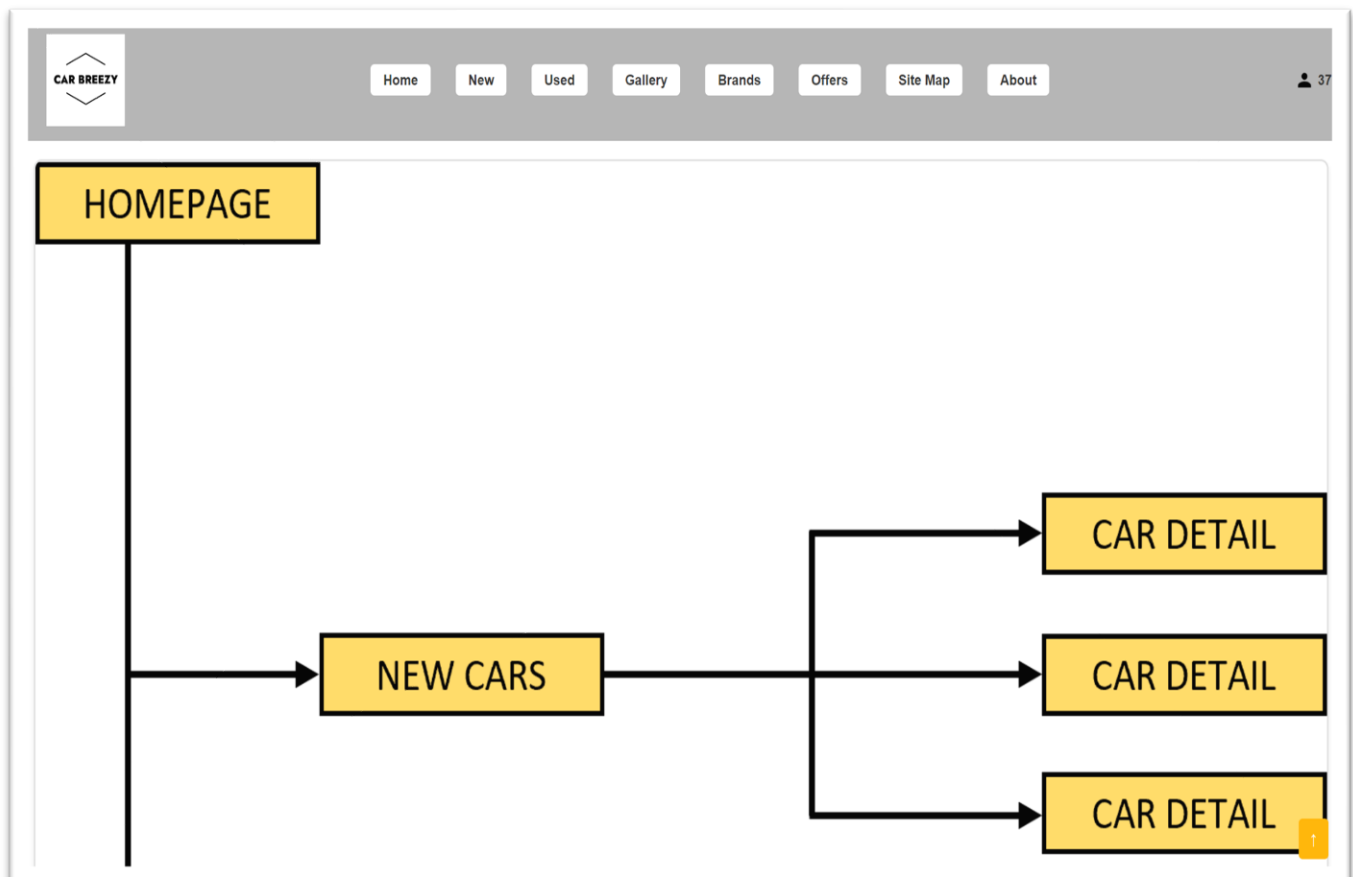 CAR BREEZY
Home New Used Gallery Brands Offers Site Map About 37
HOMEPAGE
CAR DETAIL
NEW CARS CAR DETAIL
CAR DETAIL
↑